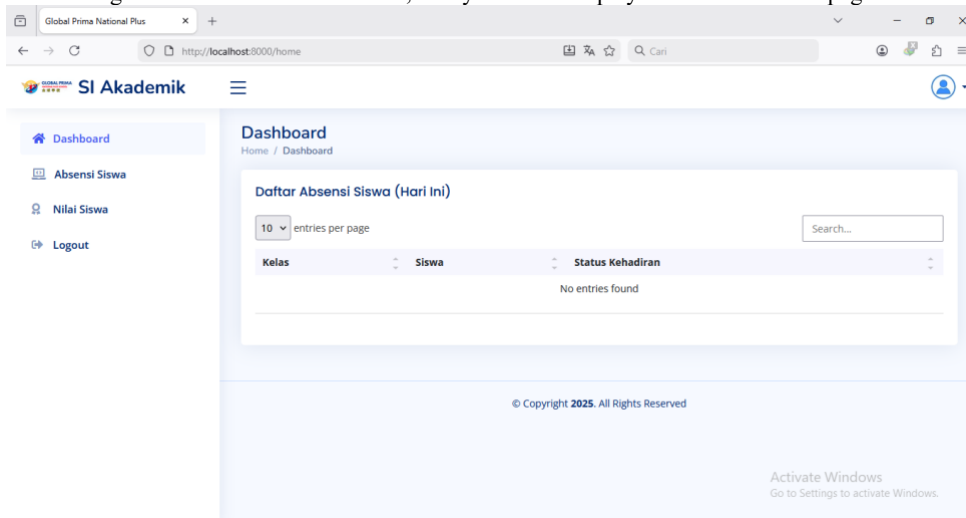 Global Prima National Plus
http://localhost:8000/home
Cari
GLOBAL PRIMA
SI Akademik
Dashboard
Absensi Siswa
Nilai Siswa
Logout
Dashboard
Home / Dashboard
Daftar Absensi Siswa (Hari Ini)
10 entries per page
Search...
Kelas Siswa Status Kehadiran
No entries found
© Copyright 2025. All Rights Reserved
Activate Windows
Go to Settings to activate Windows.